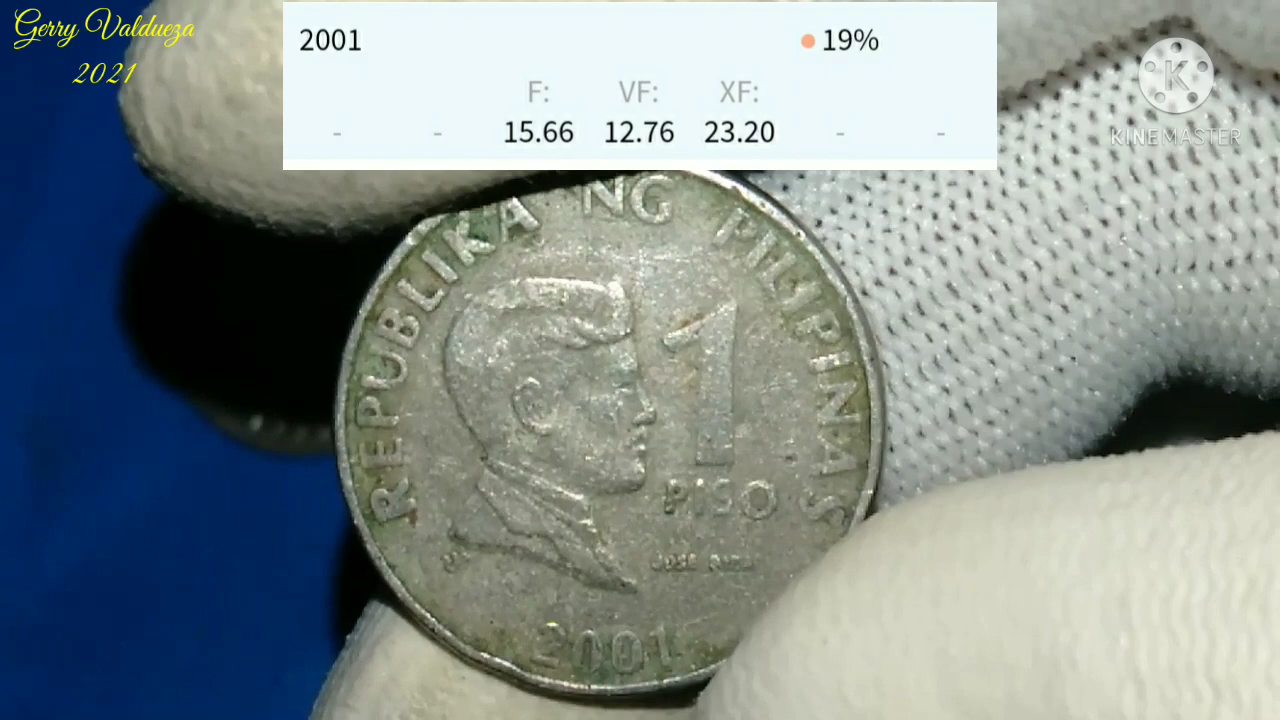 Gerry Valdueza
2021
2001 19%
F: VF: XF:
- - 15.66 12.76 23.20 - -
KINEMASTER
REPUBLIKA NG PILIPINAS
1
PISO
JOSE RIZAL
2001